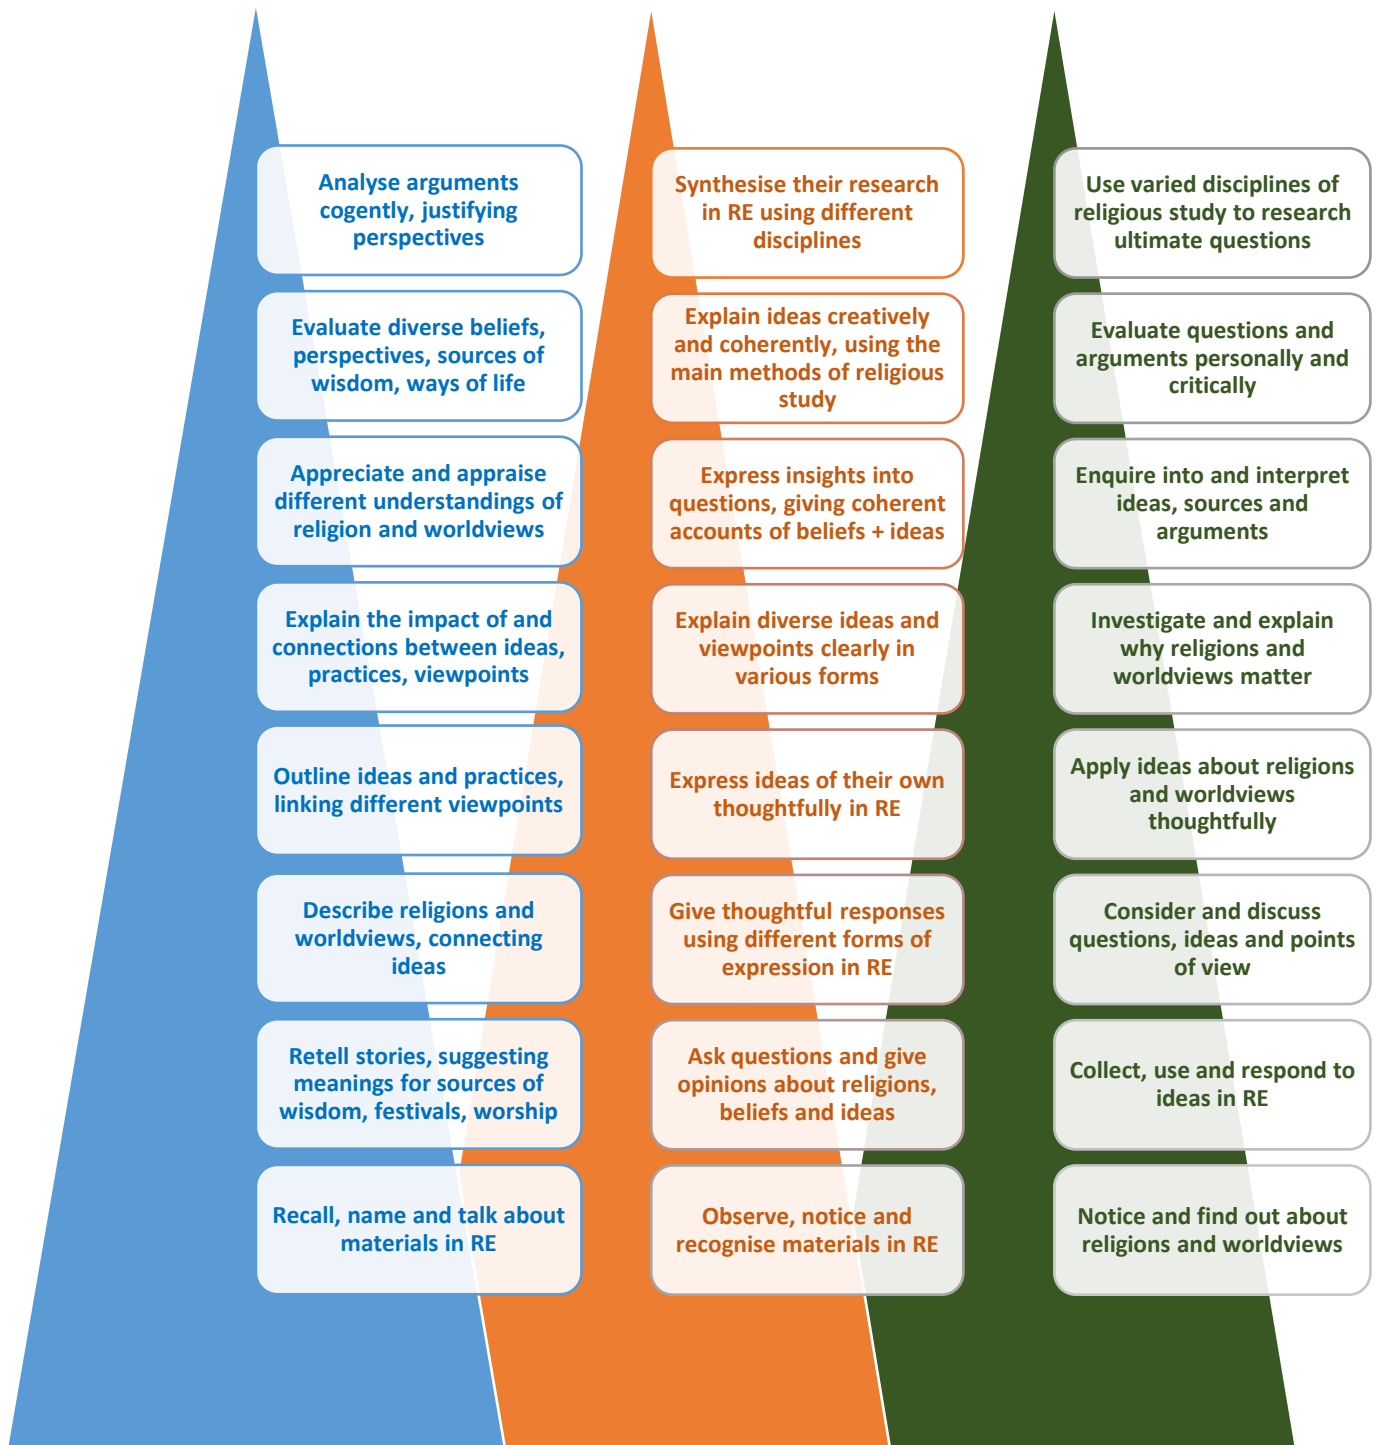 Analyse arguments
cogently, justifying
perspectives
Evaluate diverse beliefs,
perspectives, sources of
wisdom, ways of life
Appreciate and appraise
different understandings of
religion and worldviews
Explain the impact of and
connections between ideas,
practices, viewpoints
Outline ideas and practices,
linking different viewpoints
Describe religions and
worldviews, connecting
ideas
Retell stories, suggesting
meanings for sources of
wisdom, festivals, worship
Recall, name and talk about
materials in RE
Synthesise their research
in RE using different
disciplines
Explain ideas creatively
and coherently, using the
main methods of religious
study
Express insights into
questions, giving coherent
accounts of beliefs + ideas
Explain diverse ideas and
viewpoints clearly in
various forms
Express ideas of their own
thoughtfully in RE
Give thoughtful responses
using different forms of
expression in RE
Ask questions and give
opinions about religions,
beliefs and ideas
Observe, notice and
recognise materials in RE
Use varied disciplines of
religious study to research
ultimate questions
Evaluate questions and
arguments personally and
critically
Enquire into and interpret
ideas, sources and
arguments
Investigate and explain
why religions and
worldviews matter
Apply ideas about religions
and worldviews
thoughtfully
Consider and discuss
questions, ideas and points
of view
Collect, use and respond to
ideas in RE
Notice and find out about
religions and worldviews